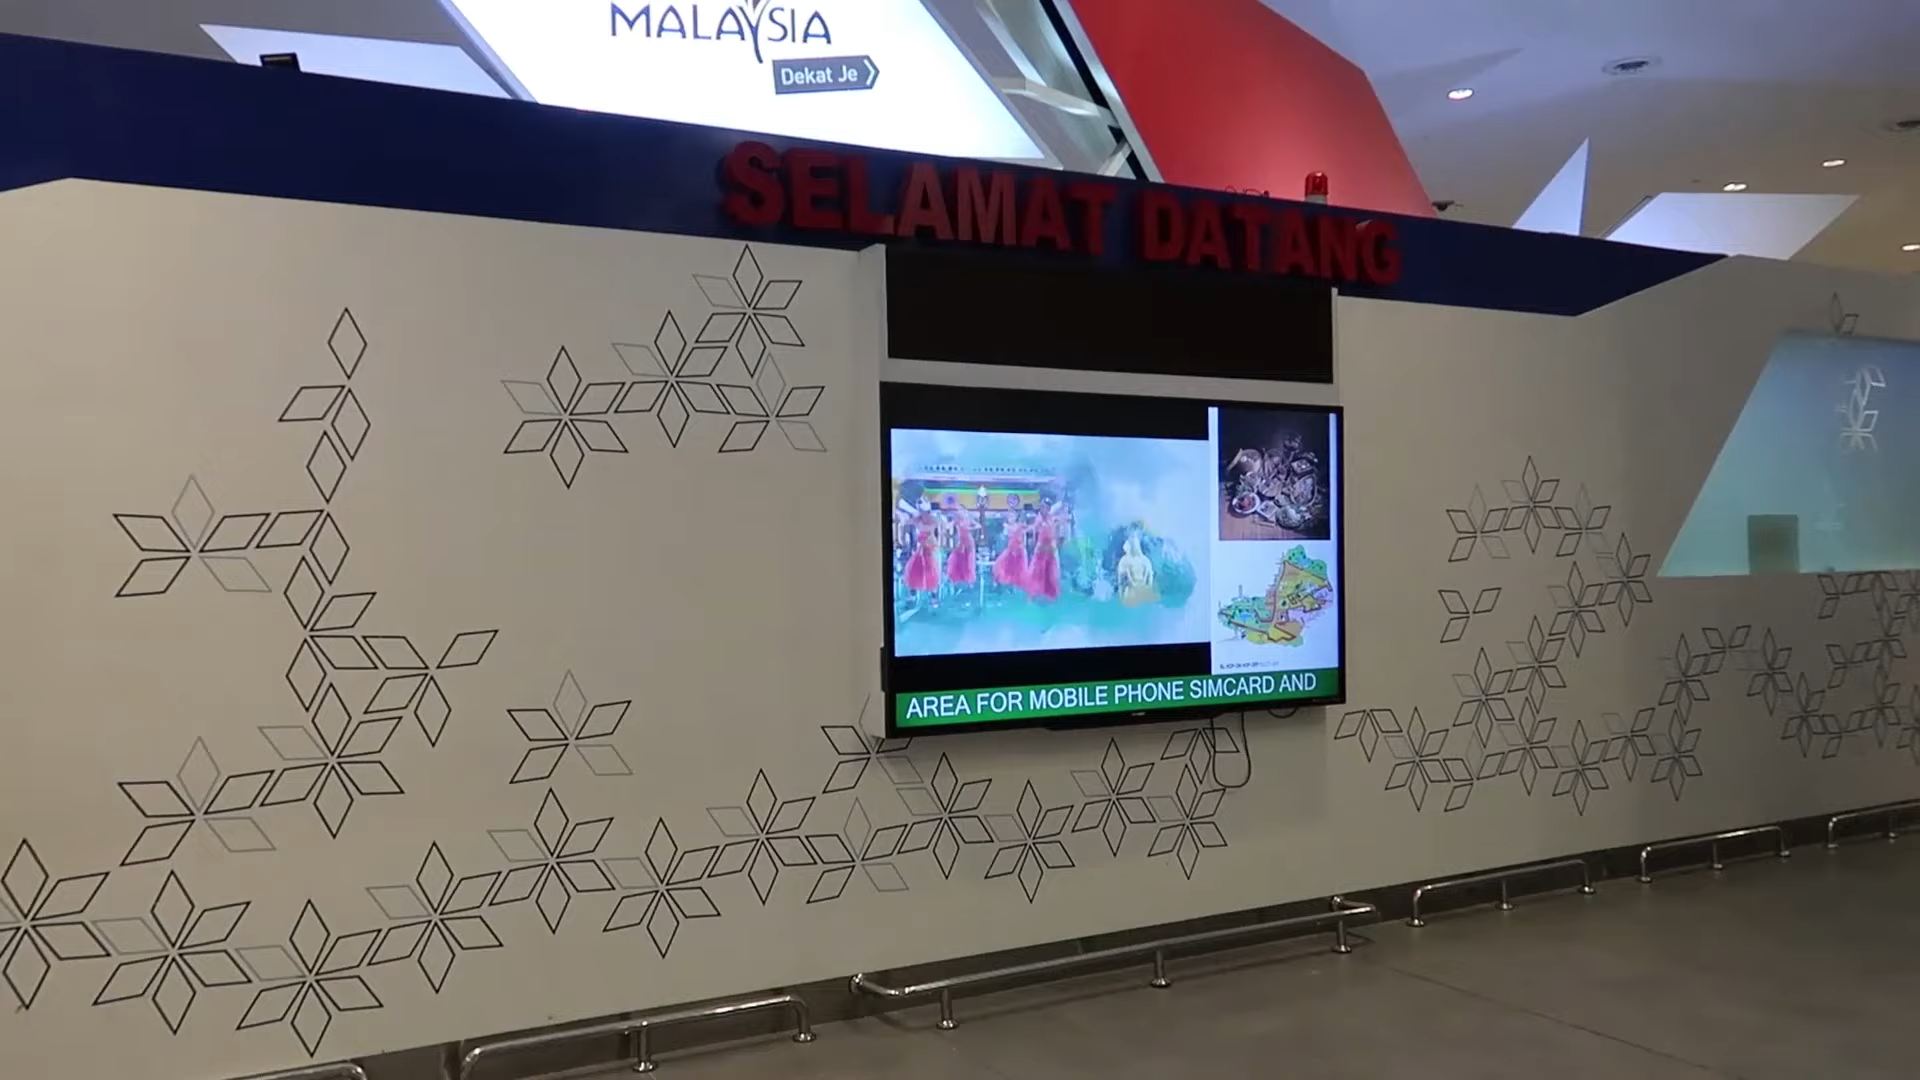 MALAYSIA
Dekat Je
SELAMAT DATANG
AREA FOR MOBILE PHONE SIMCARD AND